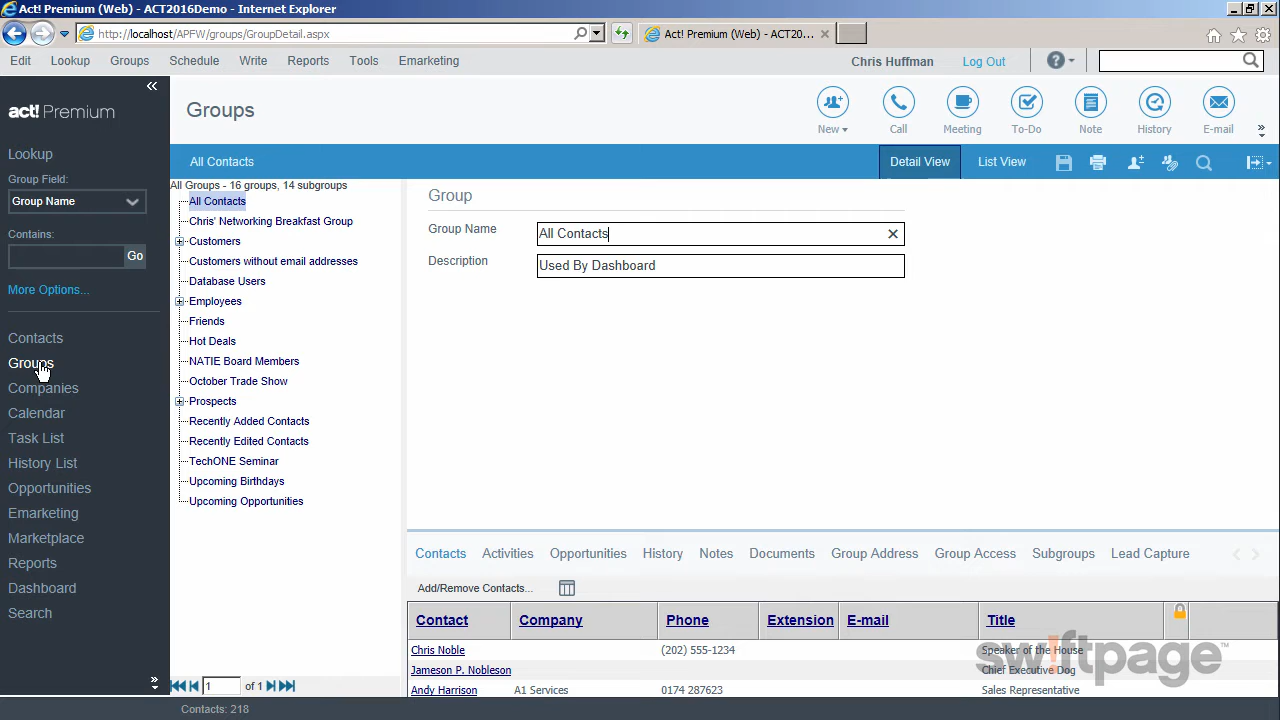 Act! Premium (Web) - ACT2016Demo - Internet Explorer
http://localhost/APFW/groups/GroupDetail.aspx
Act! Premium (Web) - ACT20...
Edit Lookup Groups Schedule Write Reports Tools Emarketing
Chris Huffman Log Out
act! Premium
Groups
New Call Meeting To-Do Note History E-mail
Lookup
Group Field:
Group Name
Contains:
Go
More Options...
Contacts
Groups
Companies
Calendar
Task List
History List
Opportunities
Emarketing
Marketplace
Reports
Dashboard
Search
All Contacts
Detail View List View
All Groups - 16 groups, 14 subgroups
All Contacts
Chris' Networking Breakfast Group
Customers
Customers without email addresses
Database Users
Employees
Friends
Hot Deals
NATIE Board Members
October Trade Show
Prospects
Recently Added Contacts
Recently Edited Contacts
TechONE Seminar
Upcoming Birthdays
Upcoming Opportunities
1 of 1
Group
Group Name All Contacts
Description Used By Dashboard
Contacts Activities Opportunities History Notes Documents Group Address Group Access Subgroups Lead Capture
Add/Remove Contacts...
Contact Company Phone Extension E-mail Title
Chris Noble (202) 555-1234 Speaker of the House
Jameson P. Nobleson Chief Executive Dog
Andy Harrison A1 Services 0174 287623 Sales Representative
sw!ftpage™
Contacts: 218